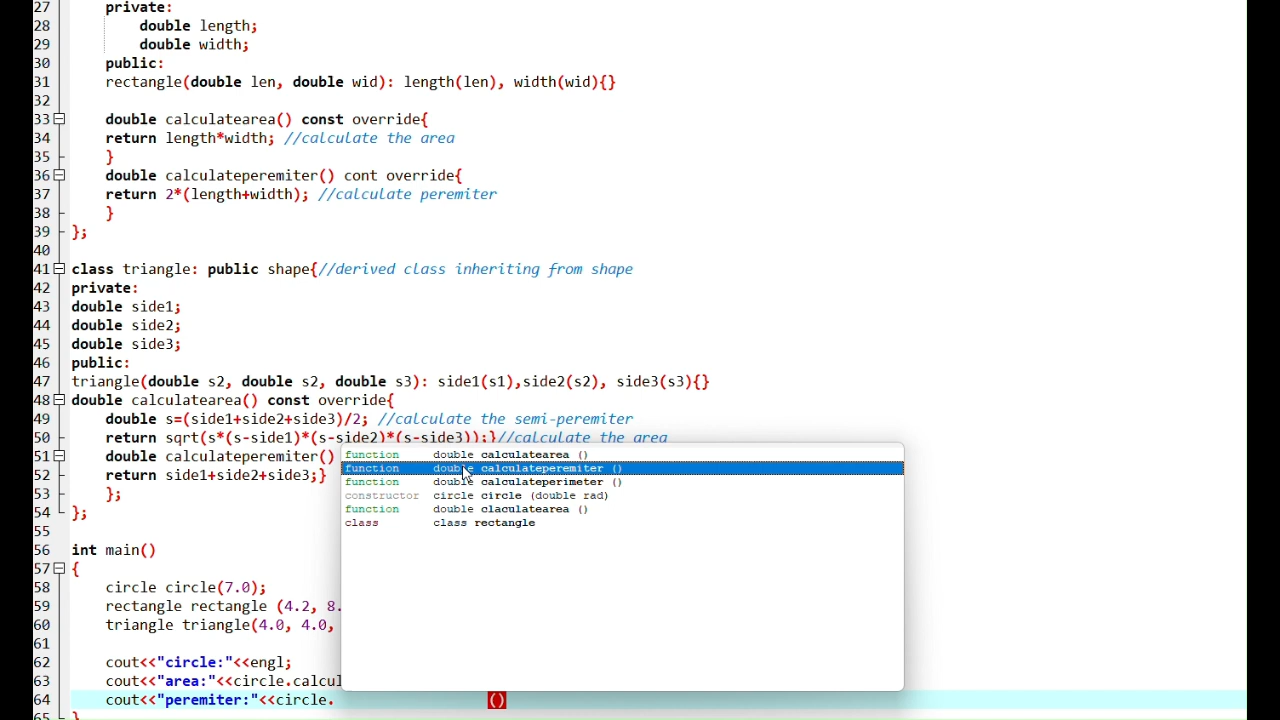 27 private:
28 double length;
29 double width;
30 public:
31 rectangle(double len, double wid): length(len), width(wid){}
32
33 double calculatearea() const override{
34 return length*width; //calculate the area
35 }
36 double calculateperemiter() cont override{
37 return 2*(length+width); //calculate peremiter
38 }
39 };
40
41 class triangle: public shape{//derived class inheriting from shape
42 private:
43 double side1;
44 double side2;
45 double side3;
46 public:
47 triangle(double s2, double s2, double s3): side1(s1),side2(s2), side3(s3){}
48 double calculatearea() const override{
49 double s=(side1+side2+side3)/2; //calculate the semi-peremiter
50 return sqrt(s*(s-side1)*(s-side2)*(s-side3));}//calculate the area
51 double calculateperemiter()
52 return side1+side2+side3;}
53 };
54 };
55
56 int main()
57 {
58 circle circle(7.0);
59 rectangle rectangle (4.2, 8.
60 triangle triangle(4.0, 4.0,
61
62 cout<<"circle:"<<engl;
63 cout<<"area:"<<circle.calcul
64 cout<<"peremiter:"<<circle. ()
65 }
function double calculatearea ()
function double calculateperemiter ()
function double calculateperimeter ()
constructor circle circle (double rad)
function double claculatearea ()
class class rectangle